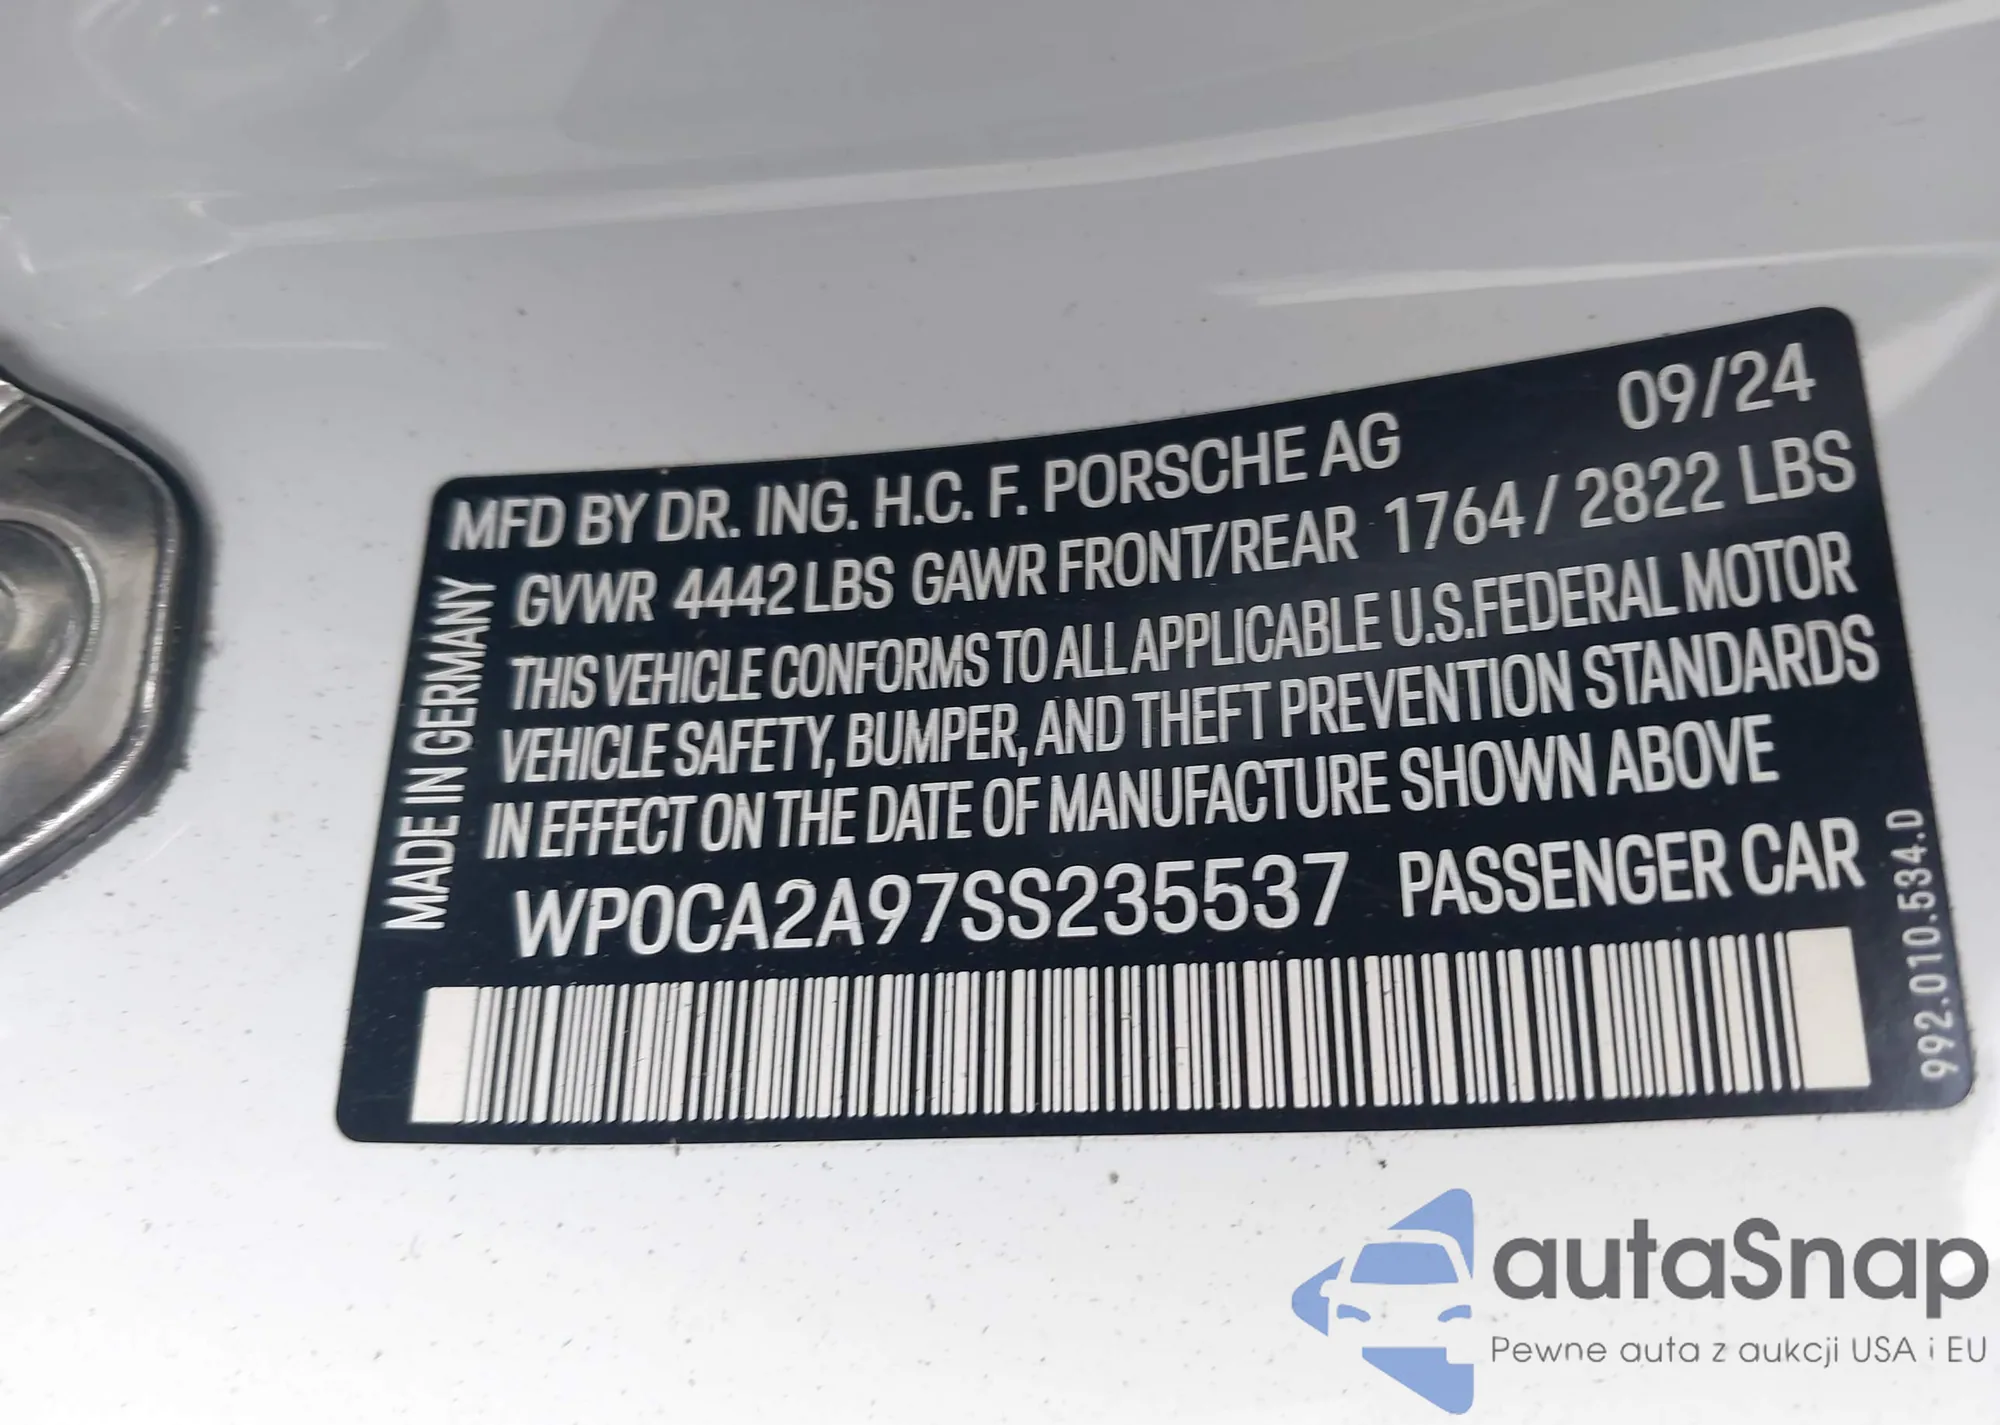 MFD BY DR. ING. H.C. F. PORSCHE AG 09/24
GVWR 4442 LBS GAWR FRONT/REAR 1764 / 2822 LBS
THIS VEHICLE CONFORMS TO ALL APPLICABLE U.S.FEDERAL MOTOR
VEHICLE SAFETY, BUMPER, AND THEFT PREVENTION STANDARDS
IN EFFECT ON THE DATE OF MANUFACTURE SHOWN ABOVE
WP0CA2A97SS235537 PASSENGER CAR
MADE IN GERMANY
992.010.534.D
autaSnap
Pewne auta z aukcji USA i EU